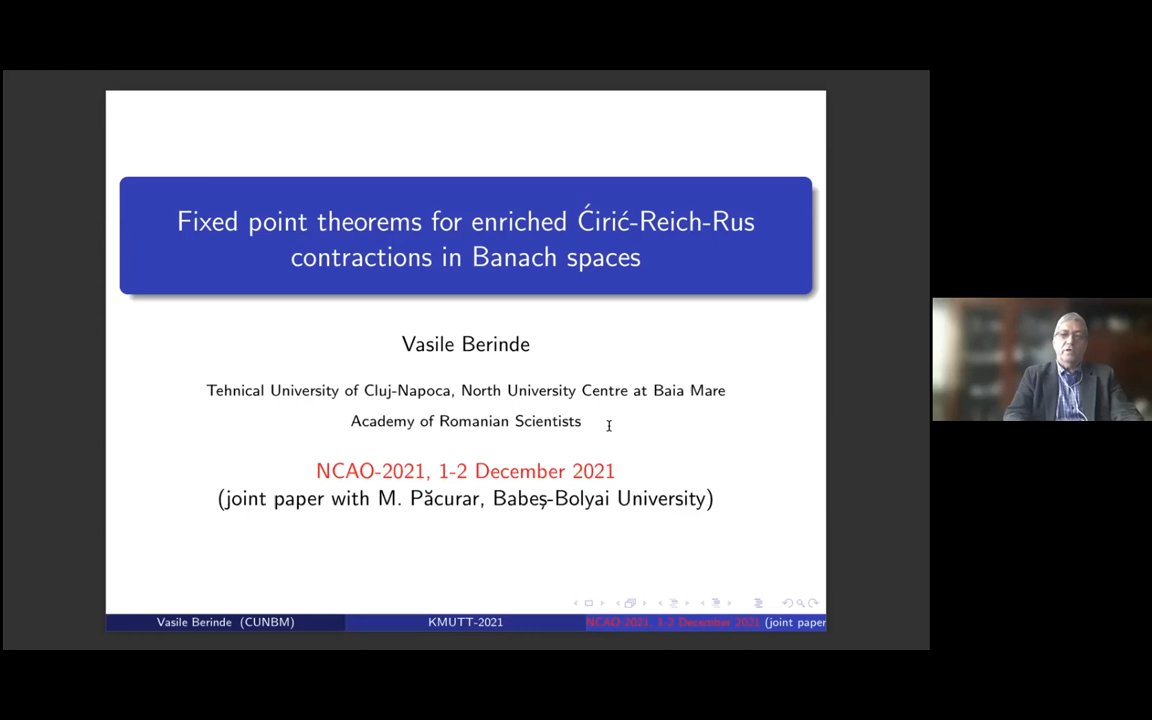 Fixed point theorems for enriched Ćirić-Reich-Rus
contractions in Banach spaces
Vasile Berinde
Tehnical University of Cluj-Napoca, North University Centre at Baia Mare
Academy of Romanian Scientists
NCAO-2021, 1-2 December 2021
(joint paper with M. Păcurar, Babeş-Bolyai University)
Vasile Berinde (CUNBM) KMUTT-2021 NCAO-2021, 1-2 December 2021 (joint paper